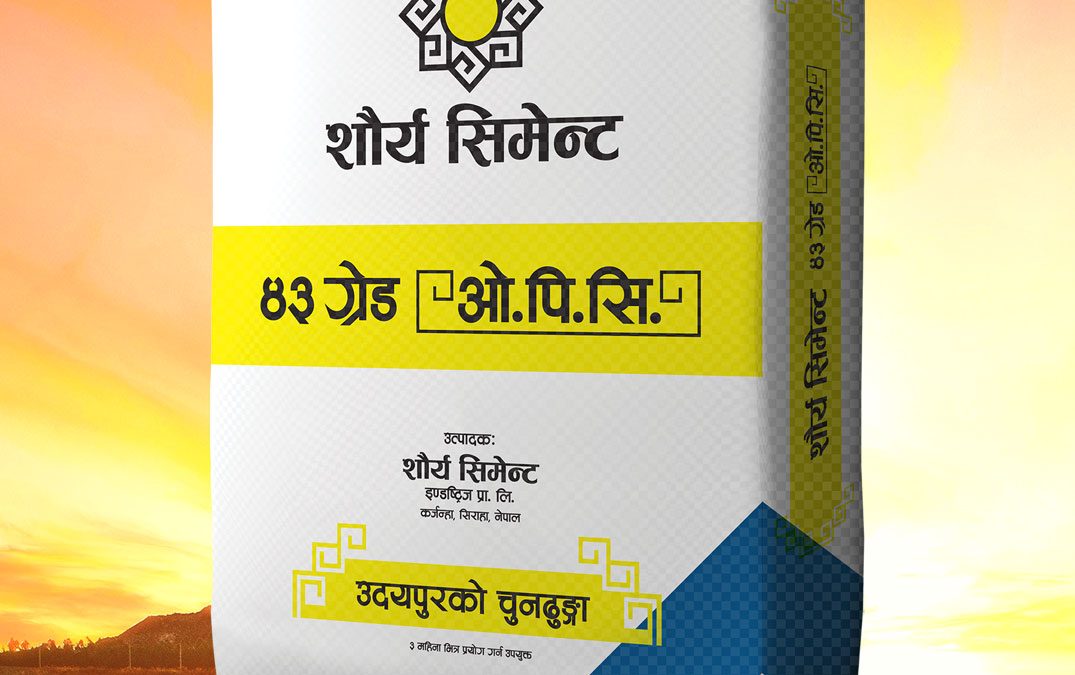 शौर्य सिमेन्ट
४३ ग्रेड ओ.पि.सि.
उत्पादक:
शौर्य सिमेन्ट
इण्डष्ट्रिज प्रा. लि.
कर्जन्हा, सिराहा, नेपाल
उदयपुरको चुनढुङ्गा
३ महिना भित्र प्रयोग गर्न उपयुक्त
शौर्य सिमेन्ट ४३ ग्रेड ओ.पि.सि.